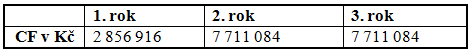 1. rok 2. rok 3. rok
CF v Kč 2 856 916 7 711 084 7 711 084